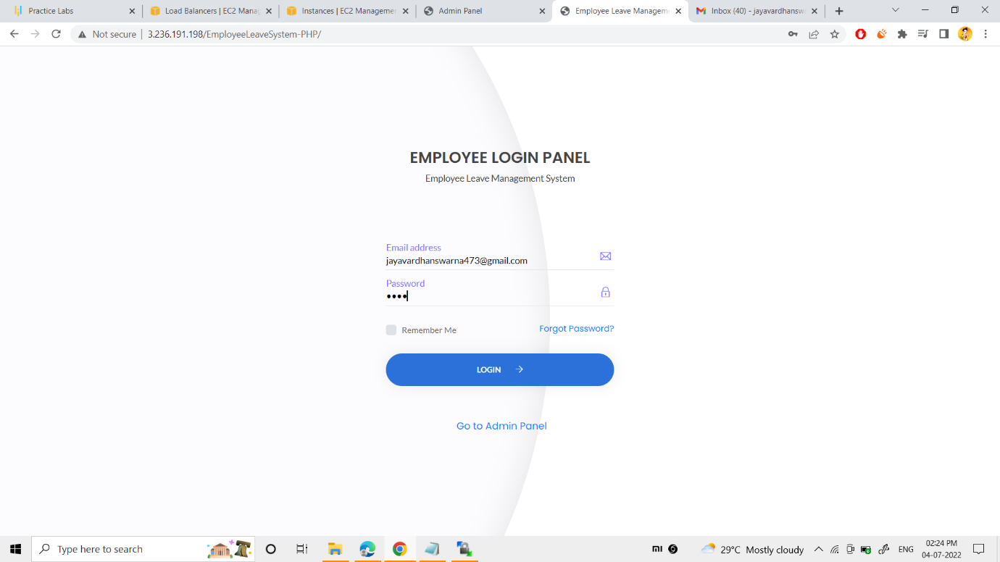 Practice Labs
Load Balancers | EC2 Manag
Instances | EC2 Managemen
Admin Panel
Employee Leave Managem
Inbox (40) - jayavardhansw
Not secure
3.236.191.198/EmployeeLeaveSystem-PHP/
EMPLOYEE LOGIN PANEL
Employee Leave Management System
Email address
jayavardhanswarna473@gmail.com
Password
••••
Remember Me
Forgot Password?
LOGIN
Go to Admin Panel
Type here to search
29°C Mostly cloudy
ENG
02:24 PM
04-07-2022